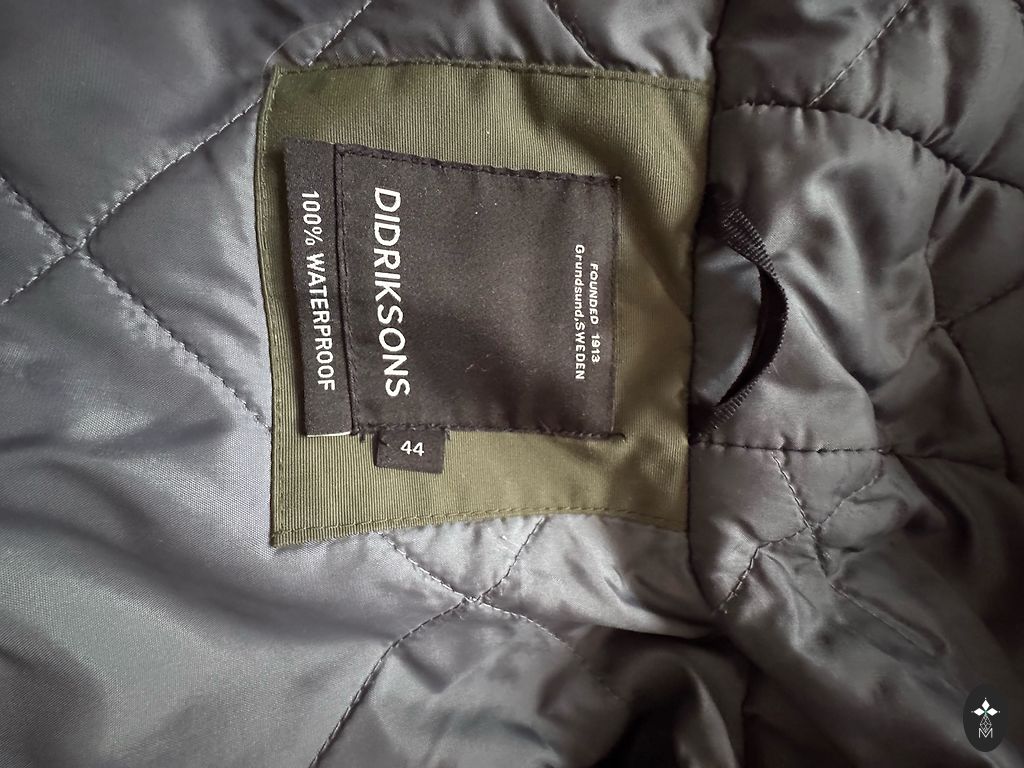 FOUNDED 1913
Grundsund, SWEDEN
DIDRIKSONS
100% WATERPROOF
44
M